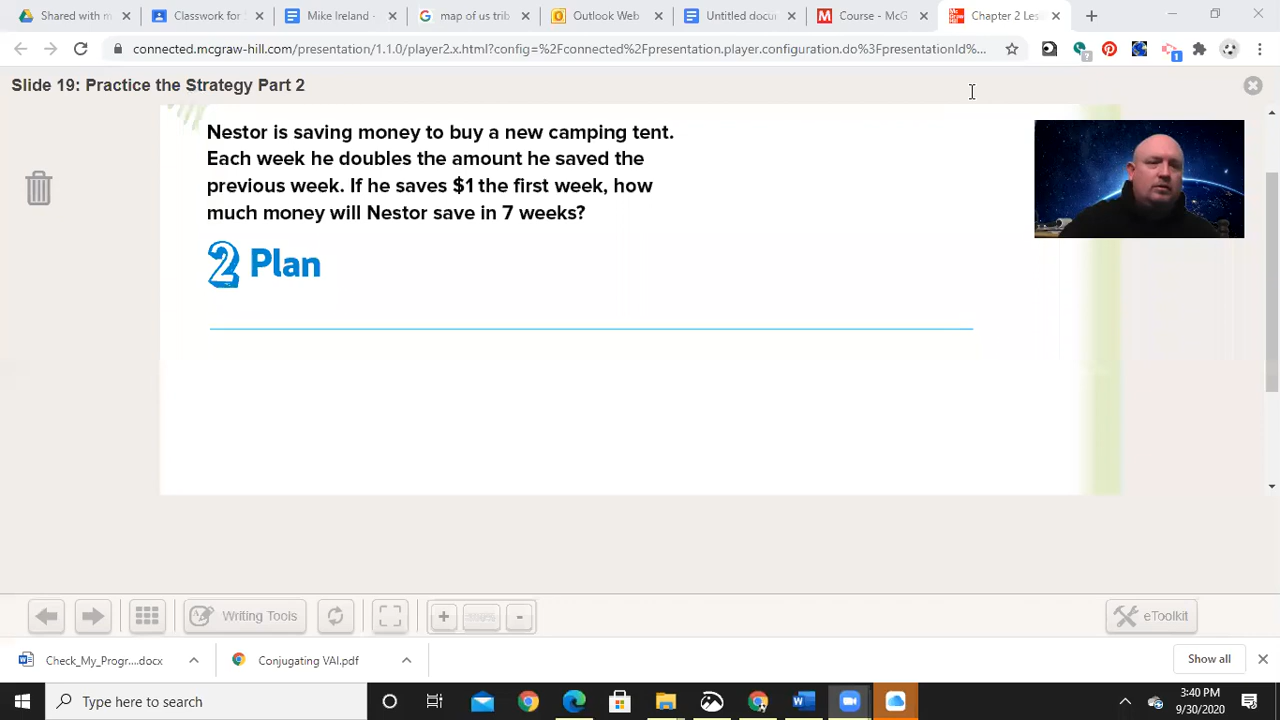 Shared with m
Classwork for
Mike Ireland -
map of us trib
Outlook Web
Untitled docu
Course - McG
Chapter 2 Les
connected.mcgraw-hill.com/presentation/1.1.0/player2.x.html?config=%2Fconnected%2Fpresentation.player.configuration.do%3FpresentationId%...
Slide 19: Practice the Strategy Part 2
Nestor is saving money to buy a new camping tent.
Each week he doubles the amount he saved the
previous week. If he saves $1 the first week, how
much money will Nestor save in 7 weeks?
2 Plan
Writing Tools
+
-
eToolkit
Check_My_Progr....docx
Conjugating VAI.pdf
Show all
Type here to search
3:40 PM
9/30/2020